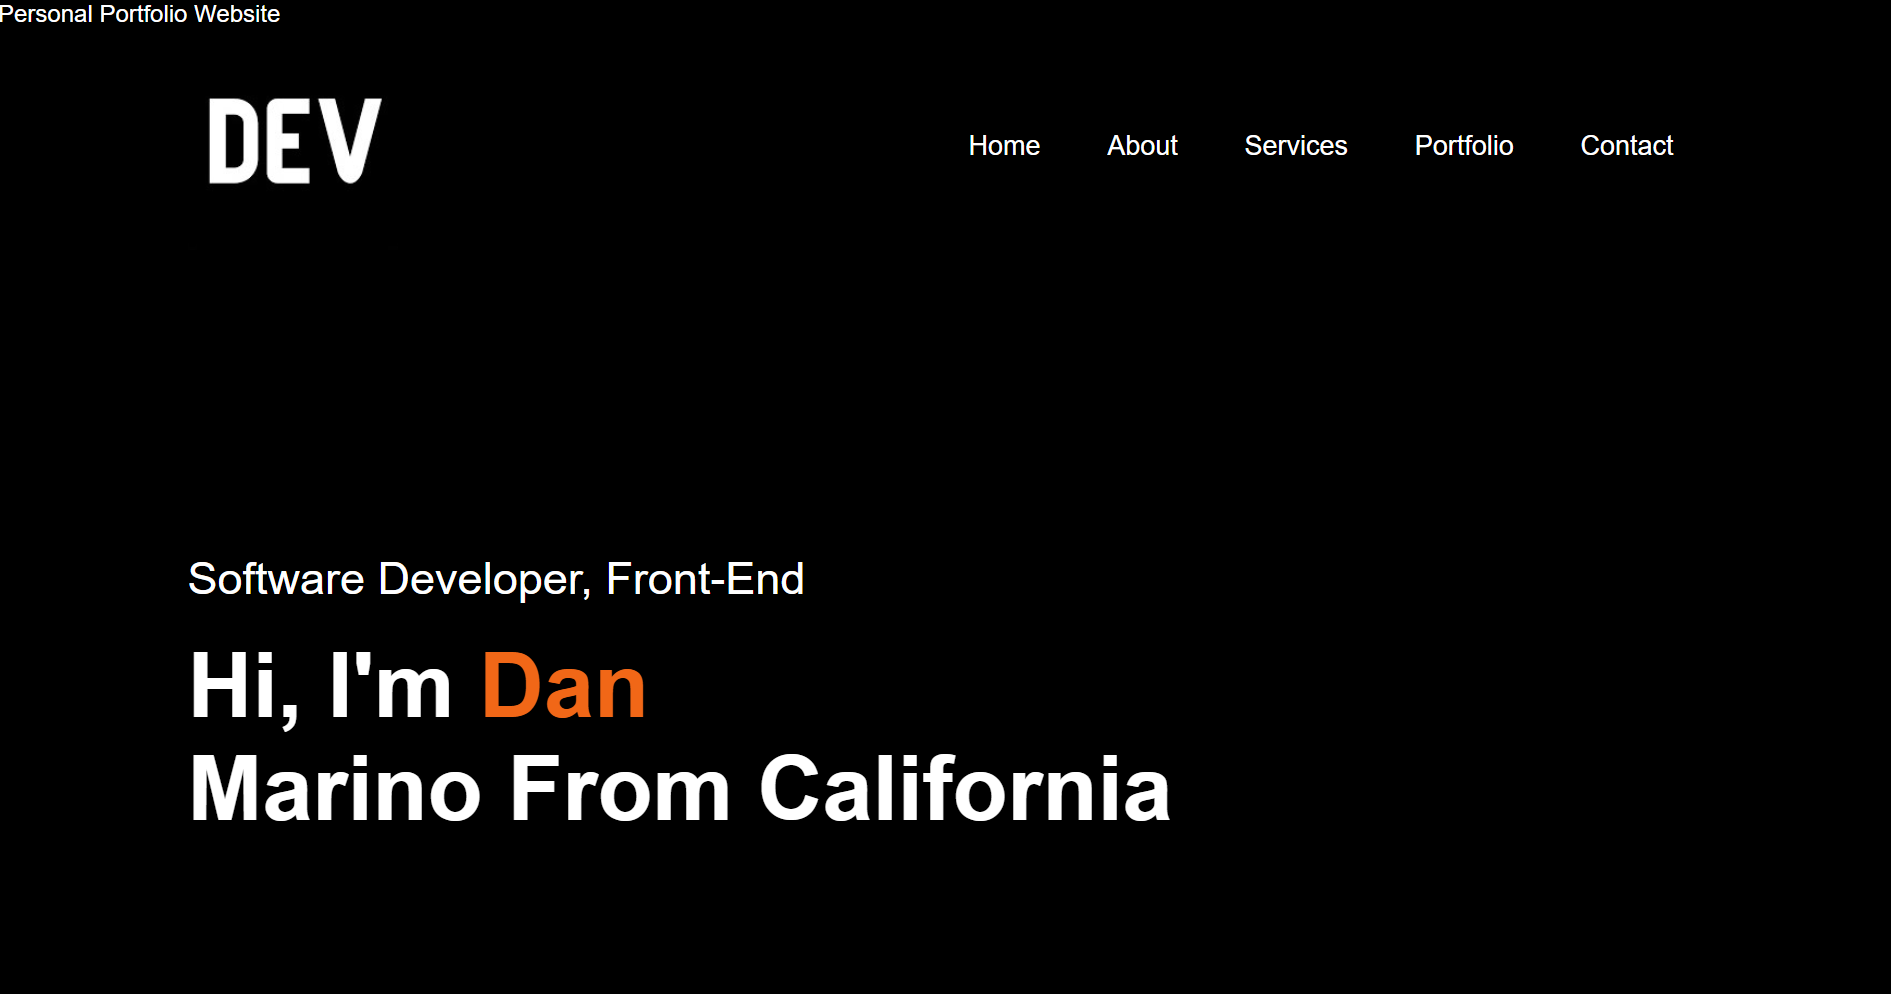 Personal Portfolio Website
DEV
Home About Services Portfolio Contact
Software Developer, Front-End
Hi, I'm Dan
Marino From California